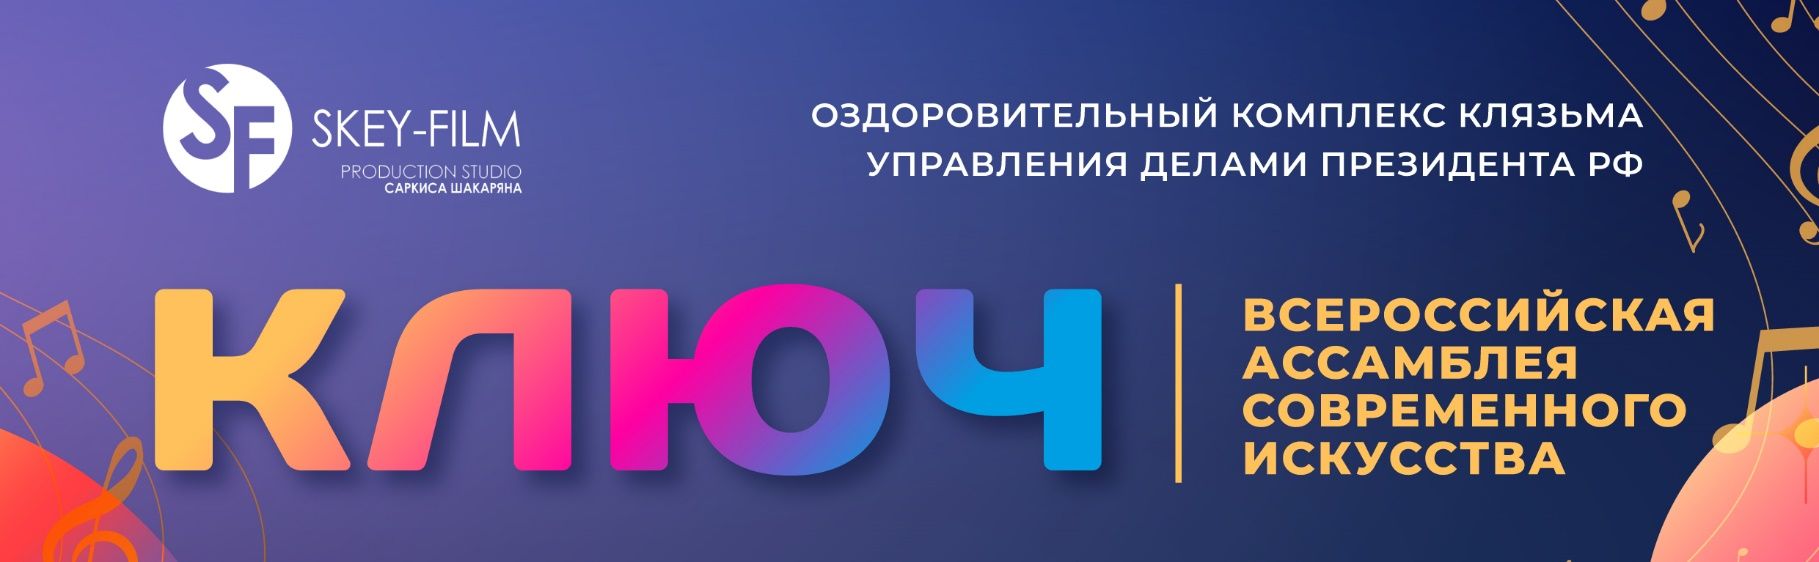 SF
SKEY-FILM
PRODUCTION STUDIO
САРКИСА ШАКАРЯНА
ОЗДОРОВИТЕЛЬНЫЙ КОМПЛЕКС КЛЯЗЬМА
УПРАВЛЕНИЯ ДЕЛАМИ ПРЕЗИДЕНТА РФ
КЛЮЧ
ВСЕРОССИЙСКАЯ
АССАМБЛЕЯ
СОВРЕМЕННОГО
ИСКУССТВА